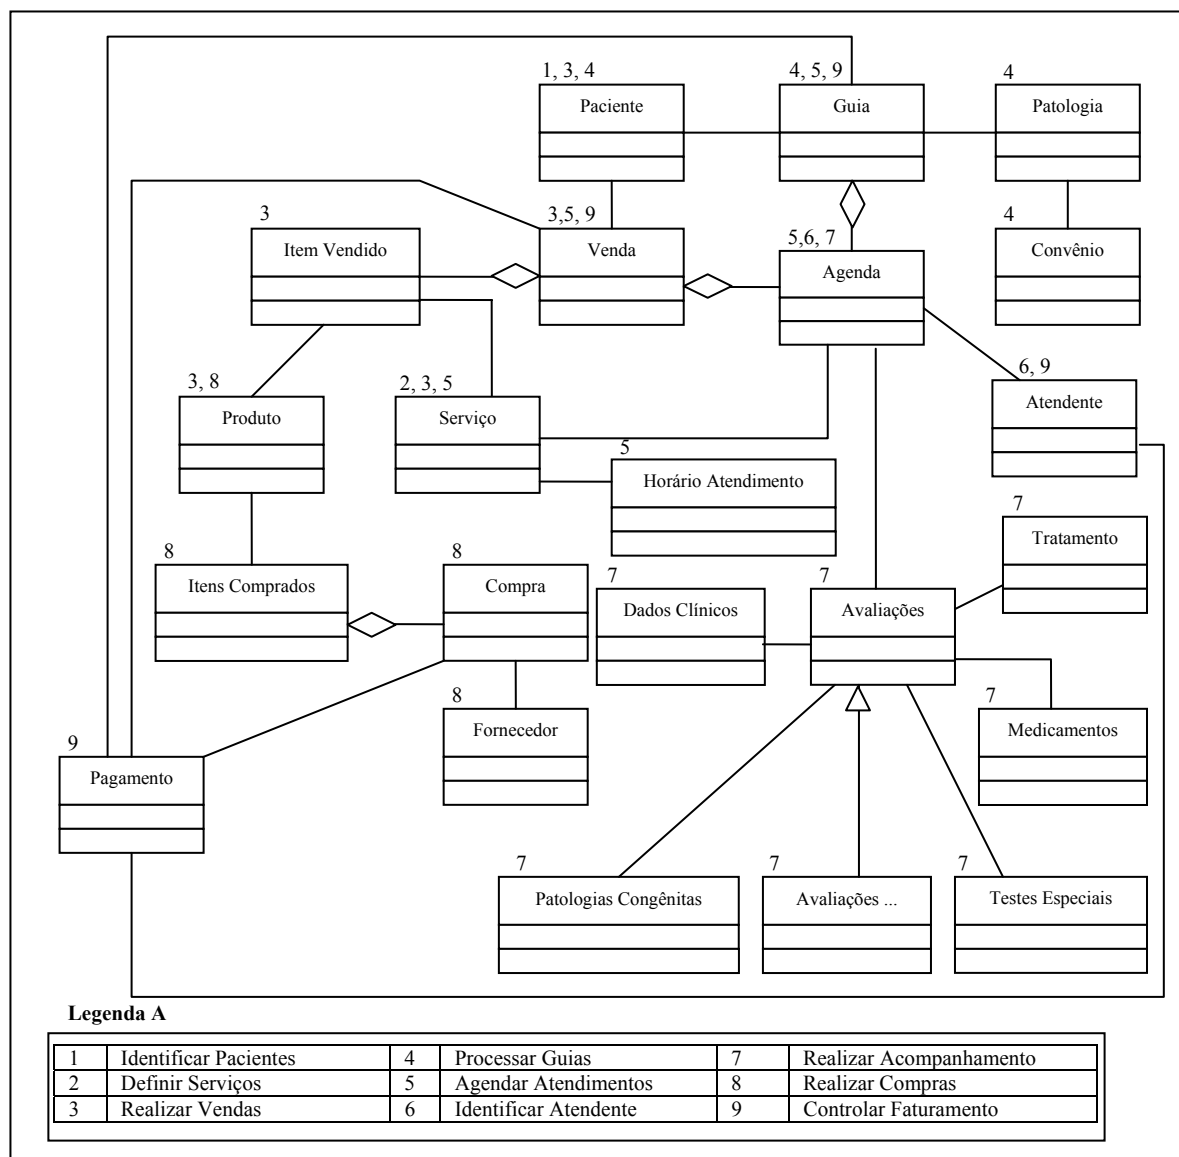 1, 3, 4
Paciente
4, 5, 9
Guia
4
Patologia
3
Item Vendido
3,5, 9
Venda
5,6, 7
Agenda
4
Convênio
3, 8
Produto
2, 3, 5
Serviço
6, 9
Atendente
5
Horário Atendimento
7
Tratamento
8
Itens Comprados
8
Compra
7
Dados Clínicos
7
Avaliações
8
Fornecedor
7
Medicamentos
9
Pagamento
7
Patologias Congênitas
7
Avaliações ...
7
Testes Especiais
Legenda A
1 Identificar Pacientes 4 Processar Guias 7 Realizar Acompanhamento
2 Definir Serviços 5 Agendar Atendimentos 8 Realizar Compras
3 Realizar Vendas 6 Identificar Atendente 9 Controlar Faturamento